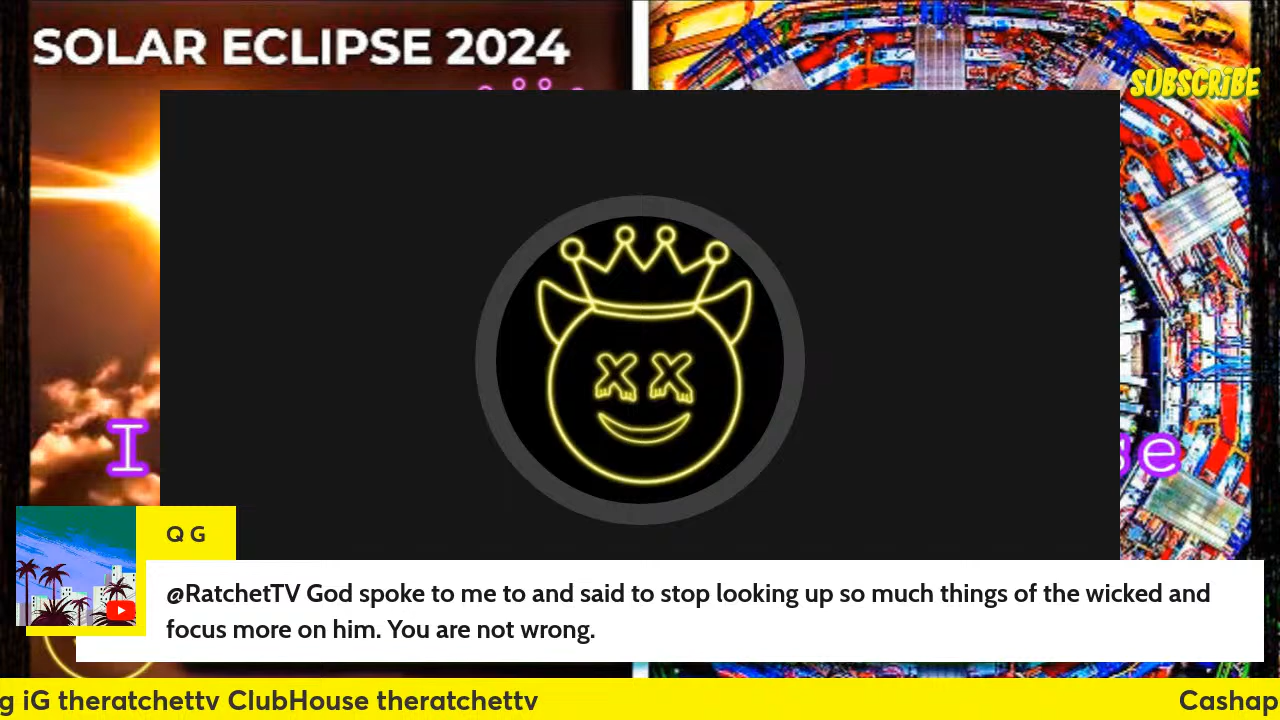 SOLAR ECLIPSE 2024
SUBSCRiBE
I
e
Q G
@RatchetTV God spoke to me to and said to stop looking up so much things of the wicked and
focus more on him. You are not wrong.
g iG theratchettv ClubHouse theratchettv
Cashap